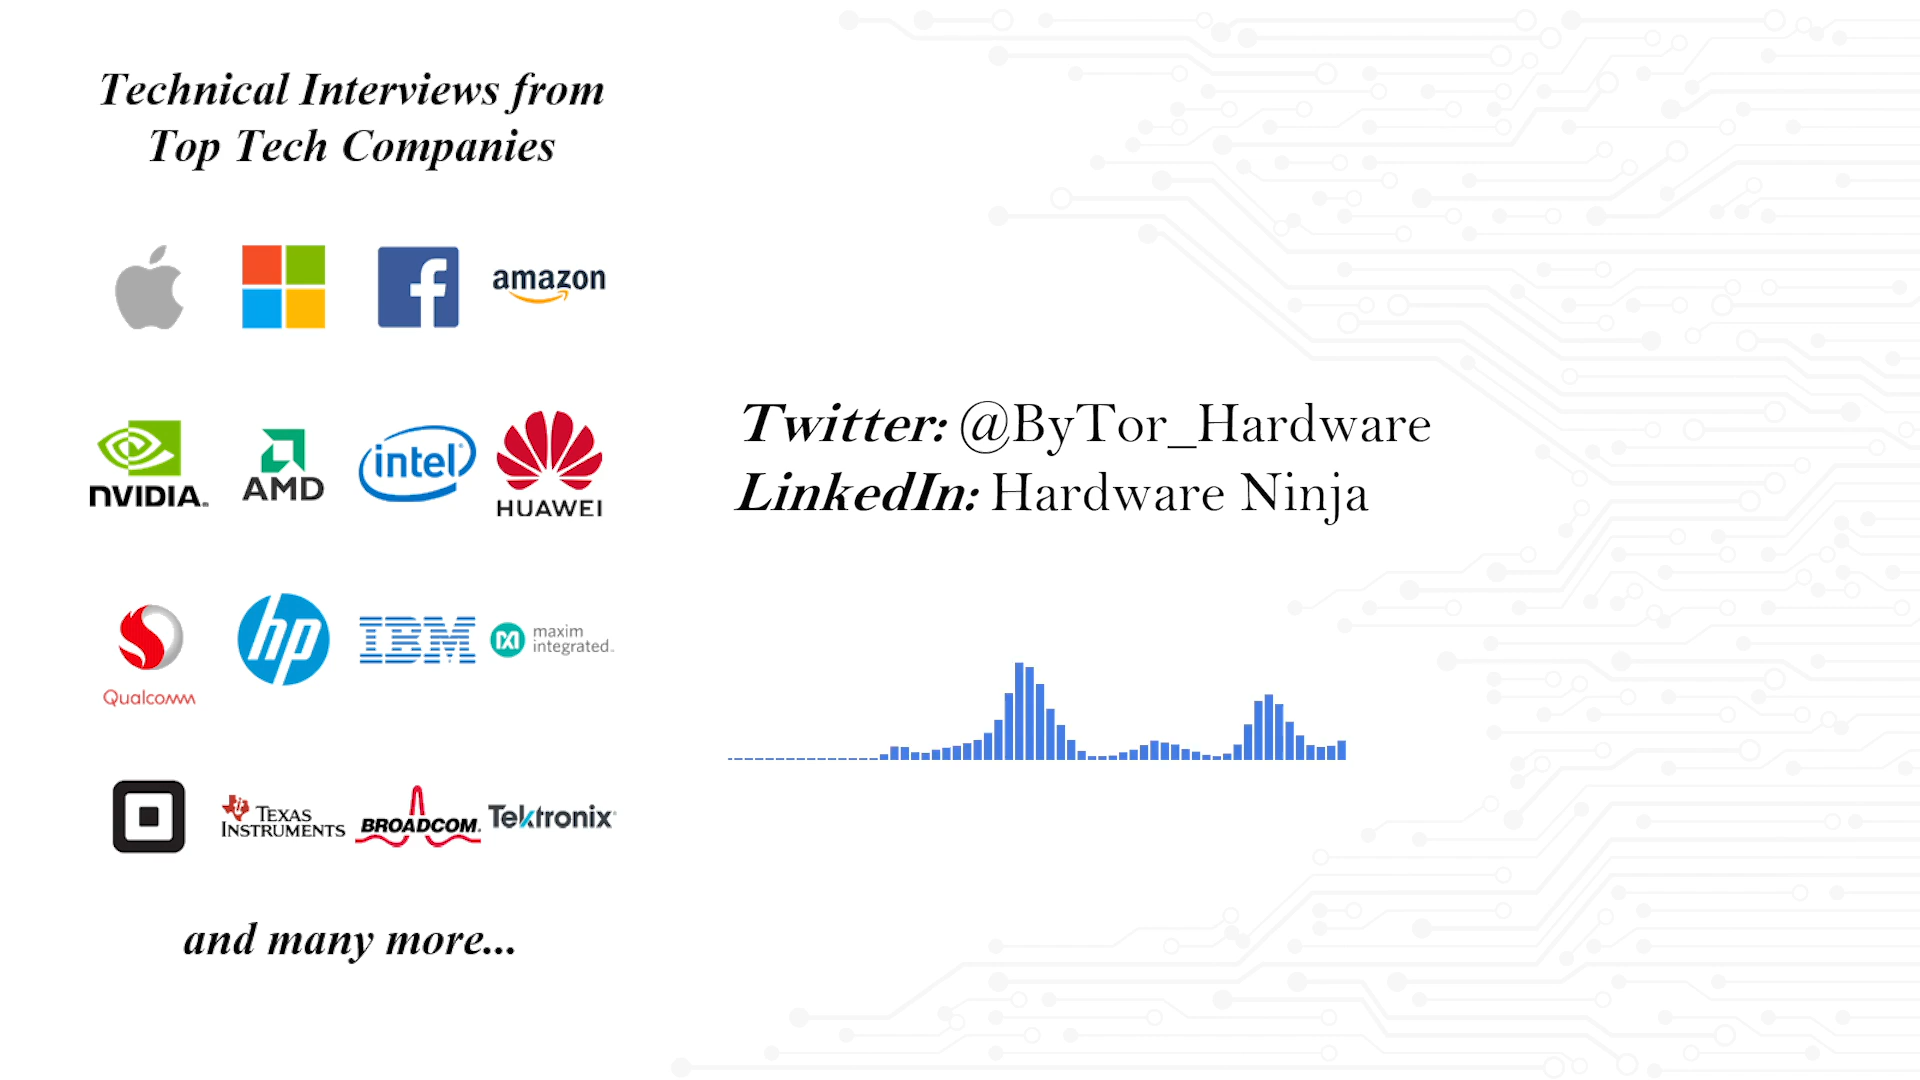 Technical Interviews from
Top Tech Companies
amazon
nVIDIA.
AMD
intel
HUAWEI
Qualcomm
hp
IBM
maxim
integrated
TEXAS
INSTRUMENTS
BROADCOM
Tektronix
and many more...
Twitter: @ByTor_Hardware
LinkedIn: Hardware Ninja